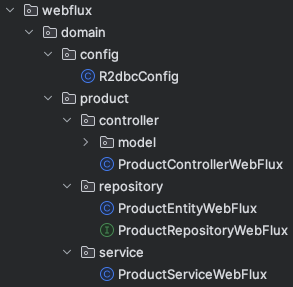 webflux
domain
config
R2dbcConfig
product
controller
model
ProductControllerWebFlux
repository
ProductEntityWebFlux
ProductRepositoryWebFlux
service
ProductServiceWebFlux